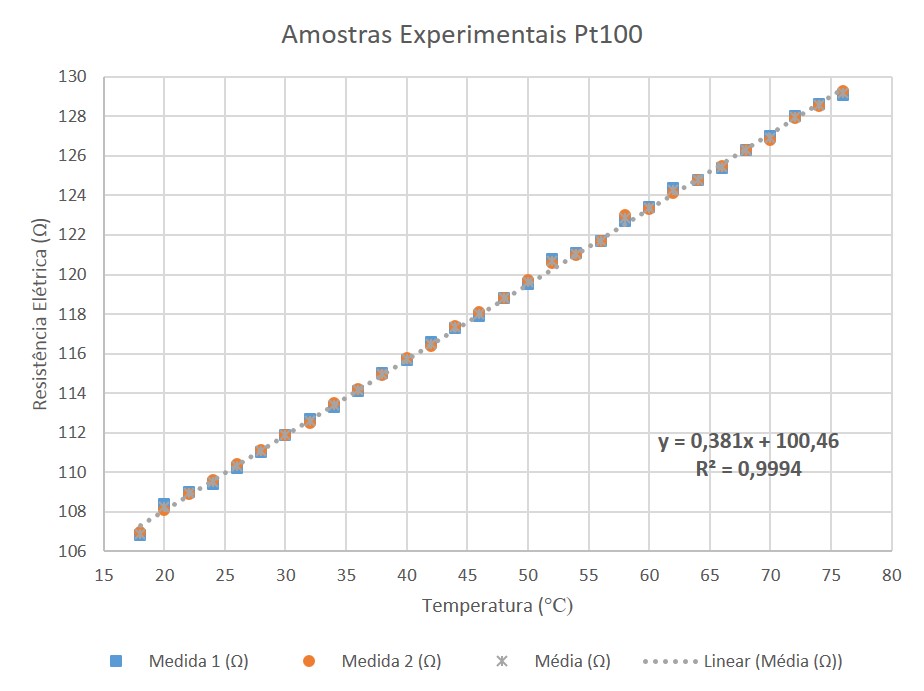 Amostras Experimentais Pt100
130
128
126
124
122
120
118
116
114
112
110
108
106
Resistência Elétrica (Ω)
y = 0,381x + 100,46
R² = 0,9994
15 20 25 30 35 40 45 50 55 60 65 70 75 80
Temperatura (°C)
Medida 1 (Ω) Medida 2 (Ω) Média (Ω) Linear (Média (Ω))